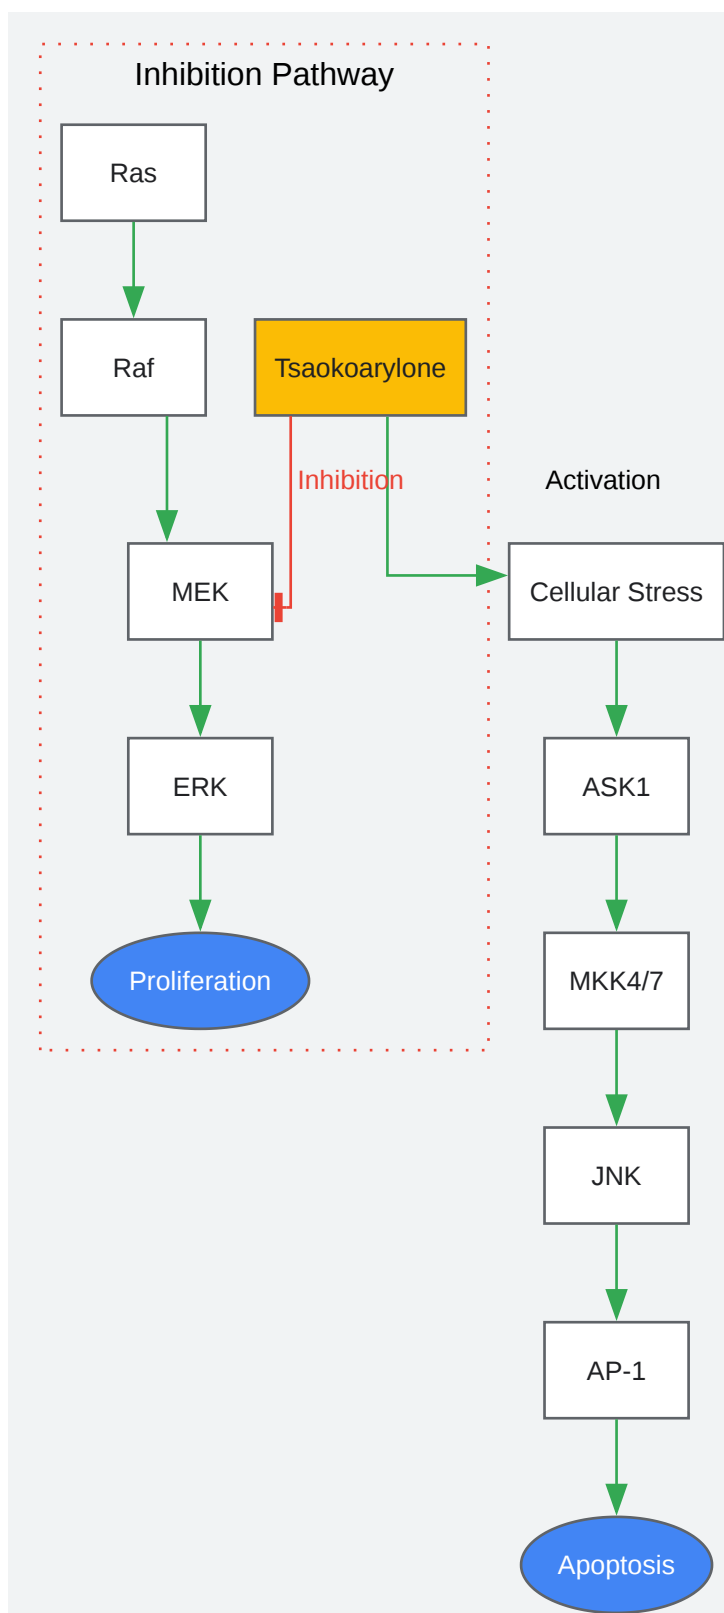 Inhibition Pathway
Ras
Raf
Tsaokoarylone
Inhibition
Activation
MEK
Cellular Stress
ERK
ASK1
Proliferation
MKK4/7
JNK
AP-1
Apoptosis